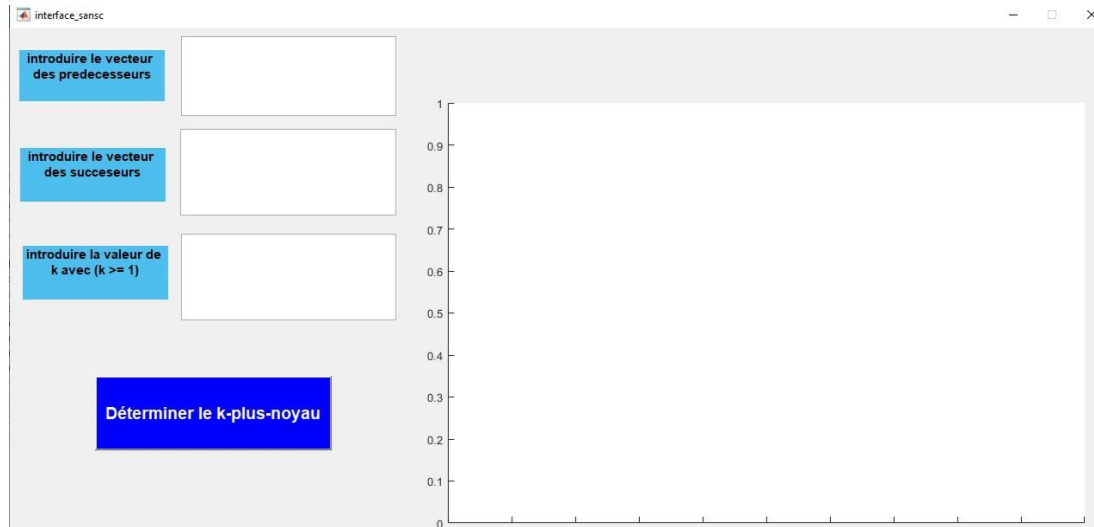 interface_sansc
introduire le vecteur
des predecesseurs
introduire le vecteur
des succeseurs
introduire la valeur de
k avec (k >= 1)
Déterminer le k-plus-noyau
1
0.9
0.8
0.7
0.6
0.5
0.4
0.3
0.2
0.1
0